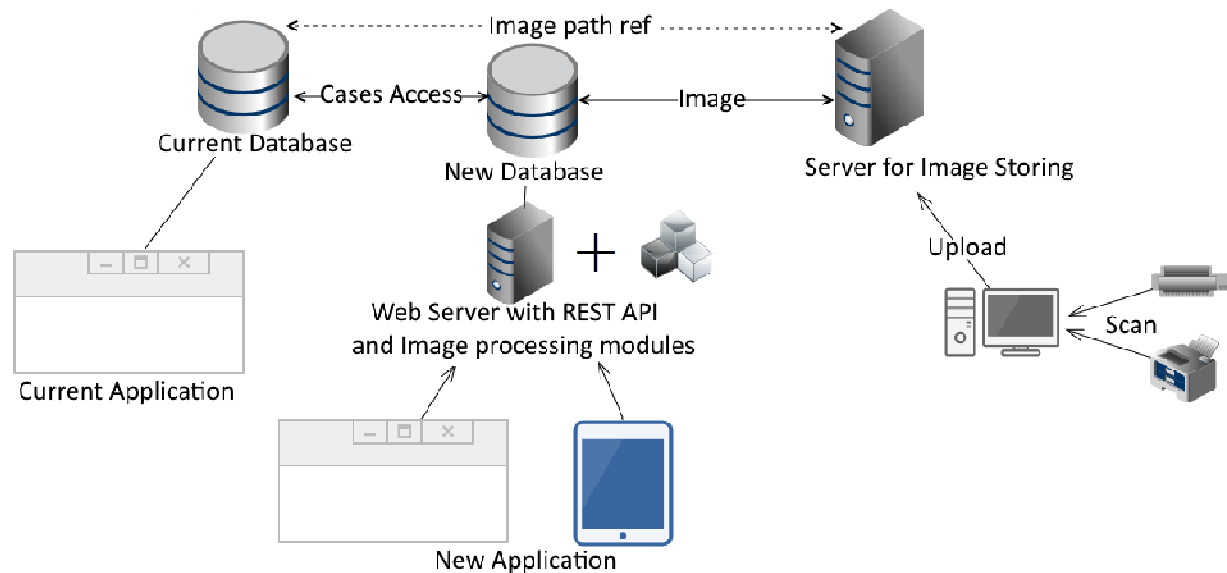 Image path ref
Cases Access
Image
Current Database
New Database
Server for Image Storing
Upload
Scan
Web Server with REST API
and Image processing modules
Current Application
New Application